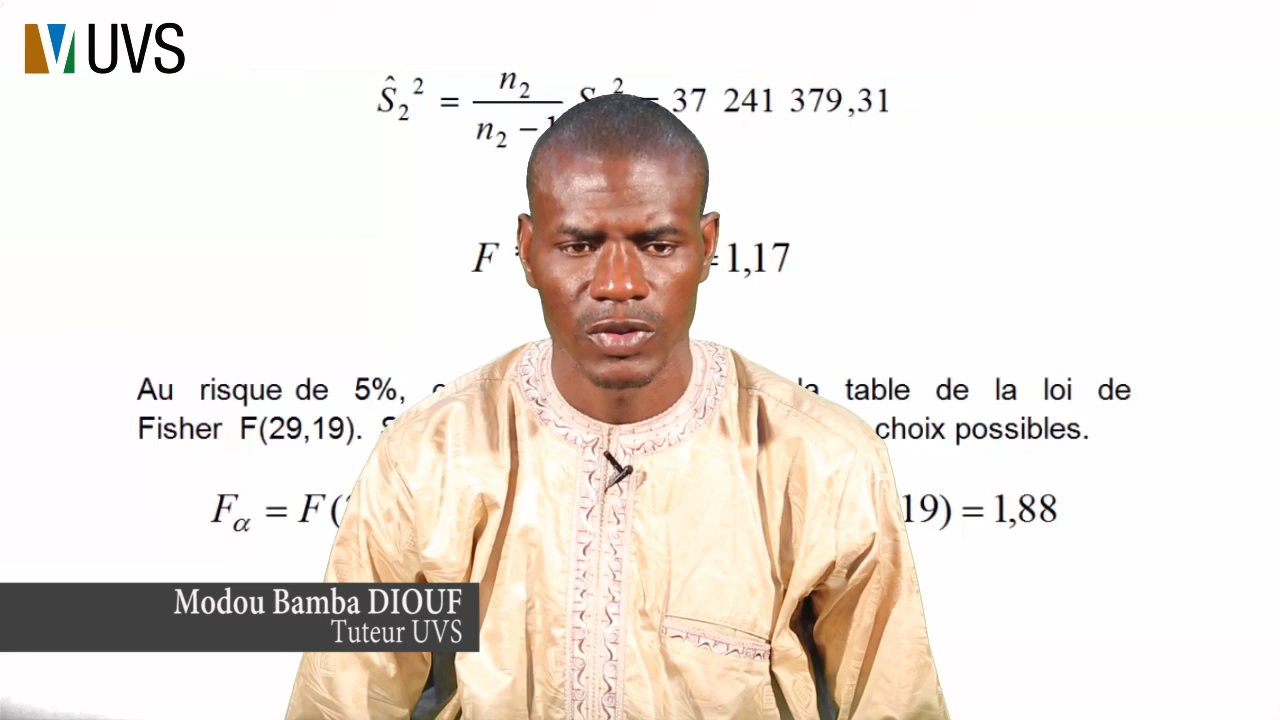 UVS
Ŝ₂² = n₂ / (n₂ − 1 = 37 241 379,31
F = 1,17
Au risque de 5%, la table de la loi de
Fisher F(29,19). choix possibles.
Fα = F( 19) = 1,88
Modou Bamba DIOUF
Tuteur UVS